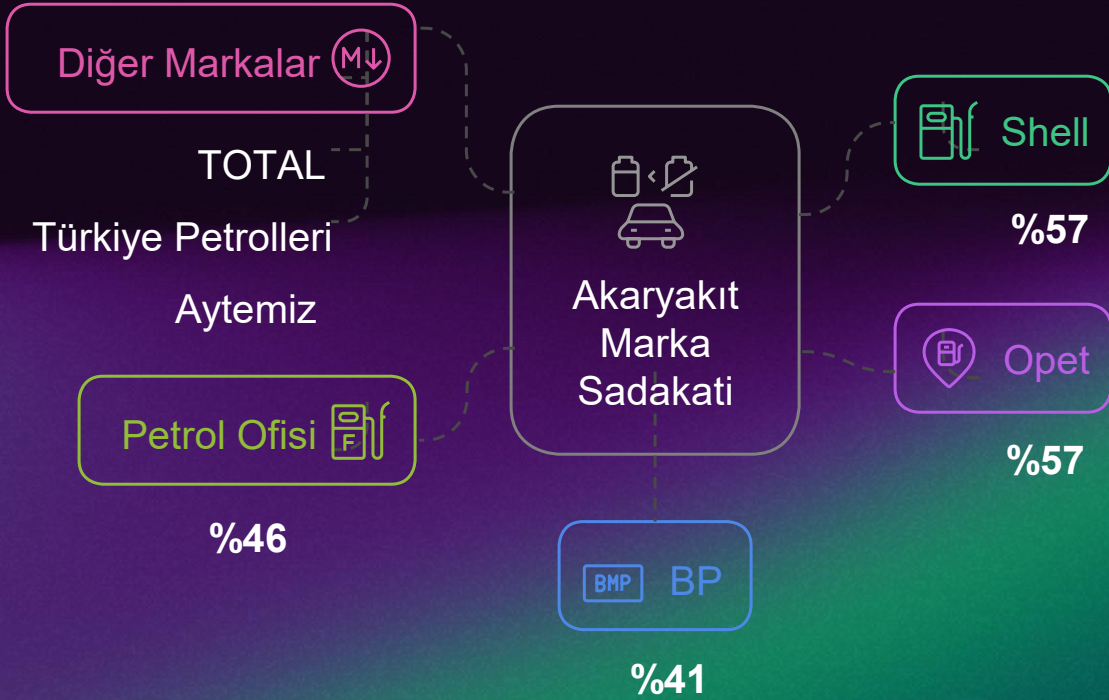 Diğer Markalar M↓
TOTAL
Türkiye Petrolleri
Aytemiz
Petrol Ofisi F
%46
Akaryakıt
Marka
Sadakati
BMP BP
%41
Shell
%57
Opet
%57